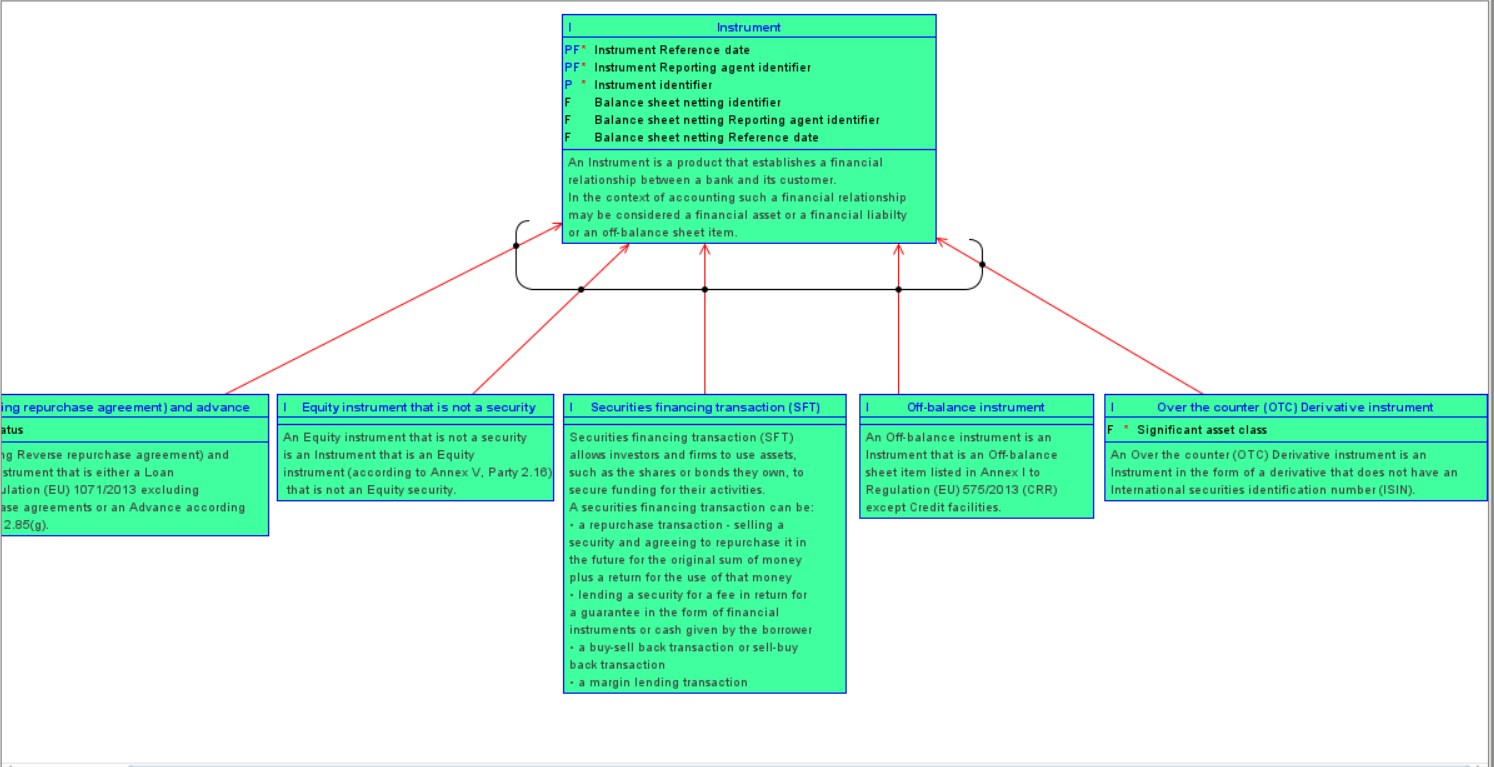 I Instrument
PF* Instrument Reference date
PF* Instrument Reporting agent identifier
P * Instrument identifier
F Balance sheet netting identifier
F Balance sheet netting Reporting agent identifier
F Balance sheet netting Reference date
An Instrument is a product that establishes a financial
relationship between a bank and its customer.
In the context of accounting such a financial relationship
may be considered a financial asset or a financial liabilty
or an off-balance sheet item.
ing repurchase agreement) and advance
atus
ng Reverse repurchase agreement) and
strument that is either a Loan
ulation (EU) 1071/2013 excluding
ase agreements or an Advance according
2.85(g).
I Equity instrument that is not a security
An Equity instrument that is not a security
is an Instrument that is an Equity
instrument (according to Annex V, Party 2.16)
that is not an Equity security.
I Securities financing transaction (SFT)
Securities financing transaction (SFT)
allows investors and firms to use assets,
such as the shares or bonds they own, to
secure funding for their activities.
A securities financing transaction can be:
• a repurchase transaction - selling a
security and agreeing to repurchase it in
the future for the original sum of money
plus a return for the use of that money
• lending a security for a fee in return for
a guarantee in the form of financial
instruments or cash given by the borrower
• a buy-sell back transaction or sell-buy
back transaction
• a margin lending transaction
I Off-balance instrument
An Off-balance instrument is an
Instrument that is an Off-balance
sheet item listed in Annex I to
Regulation (EU) 575/2013 (CRR)
except Credit facilities.
I Over the counter (OTC) Derivative instrument
F * Significant asset class
An Over the counter (OTC) Derivative instrument is an
Instrument in the form of a derivative that does not have an
International securities identification number (ISIN).